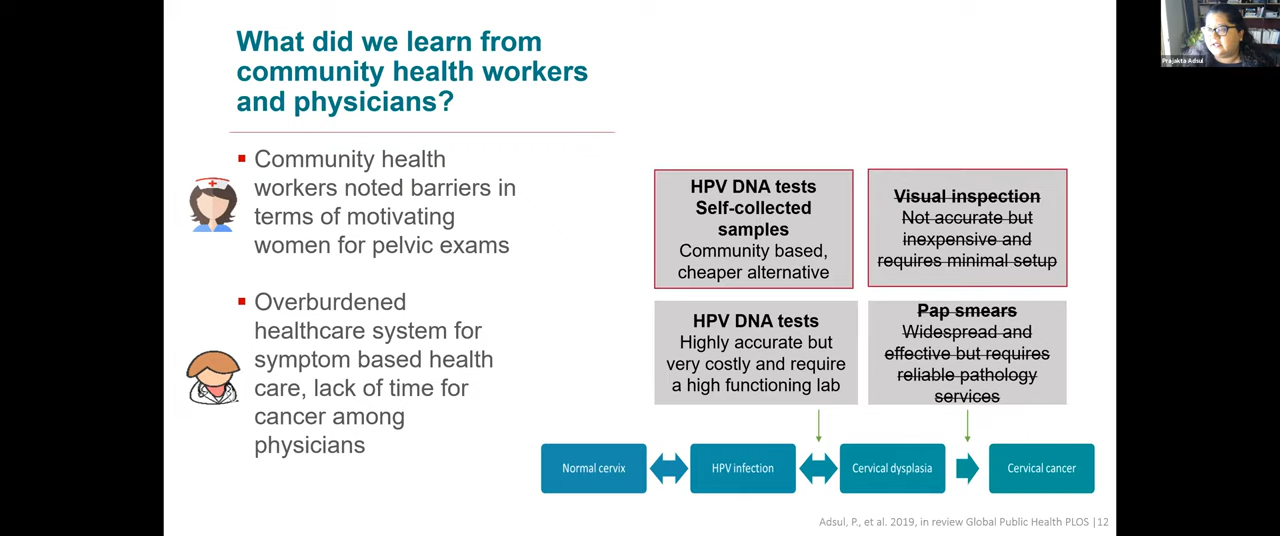 What did we learn from
community health workers
and physicians?
Community health
workers noted barriers in
terms of motivating
women for pelvic exams
Overburdened
healthcare system for
symptom based health
care, lack of time for
cancer among
physicians
HPV DNA tests
Self-collected
samples
Community based,
cheaper alternative
Visual inspection
Not accurate but
inexpensive and
requires minimal setup
HPV DNA tests
Highly accurate but
very costly and require
a high functioning lab
Pap smears
Widespread and
effective but requires
reliable pathology
services
Normal cervix
HPV infection
Cervical dysplasia
Cervical cancer
Adsul, P., et al. 2019, in review Global Public Health PLOS |12
Prajakta Adsul